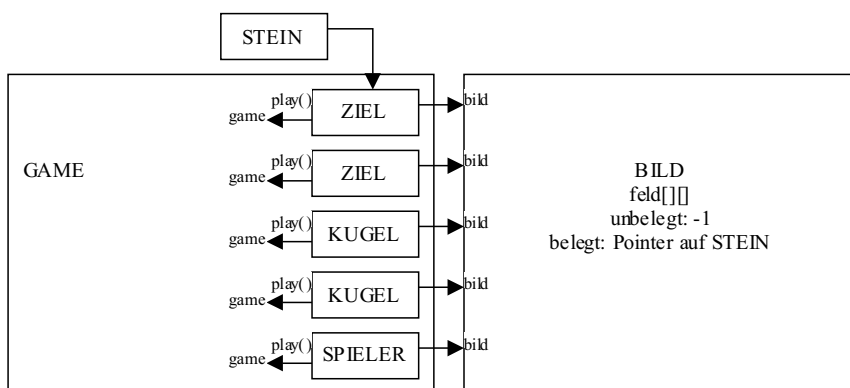 STEIN
play()
game
ZIEL
bild
play()
game
ZIEL
bild
GAME
play()
game
KUGEL
bild
play()
game
KUGEL
bild
play()
game
SPIELER
bild
BILD
feld[][]
unbelegt: -1
belegt: Pointer auf STEIN